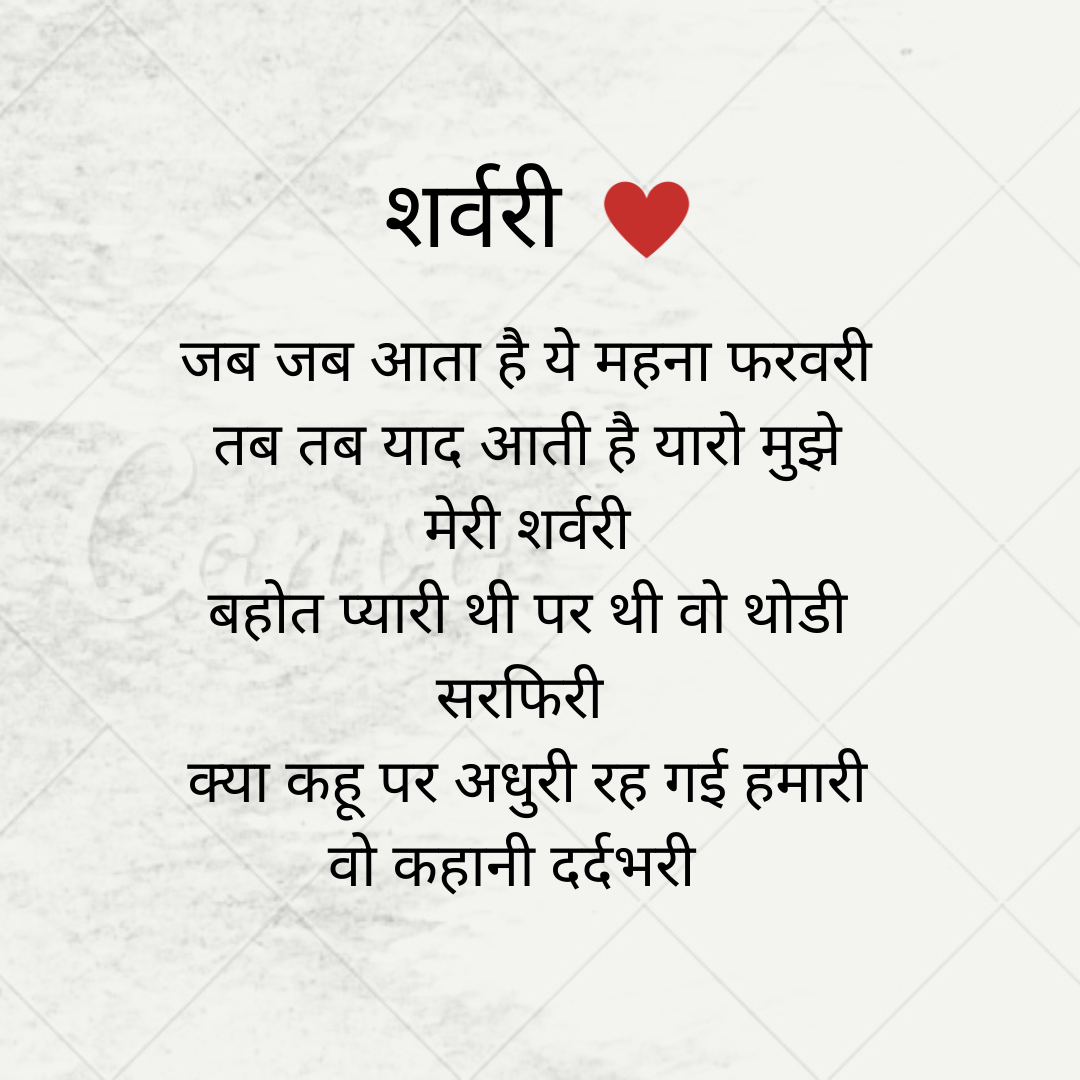 शर्वरी ❤️
जब जब आता है ये महना फरवरी
तब तब याद आती है यारो मुझे
मेरी शर्वरी
बहोत प्यारी थी पर थी वो थोडी
सरफिरी
क्या कहू पर अधुरी रह गई हमारी
वो कहानी दर्दभरी
Canva